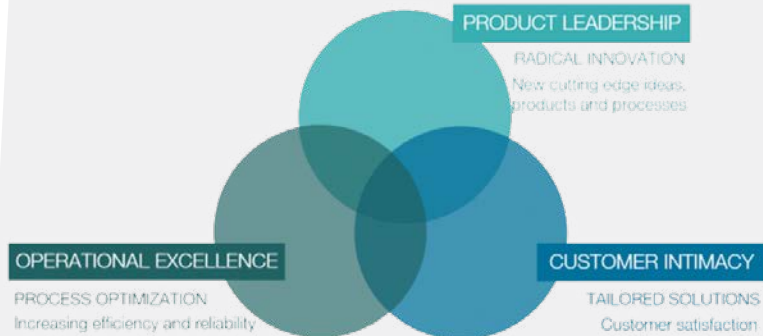 PRODUCT LEADERSHIP
RADICAL INNOVATION
New cutting edge ideas,
products and processes
OPERATIONAL EXCELLENCE
PROCESS OPTIMIZATION
Increasing efficiency and reliability
CUSTOMER INTIMACY
TAILORED SOLUTIONS
Customer satisfaction